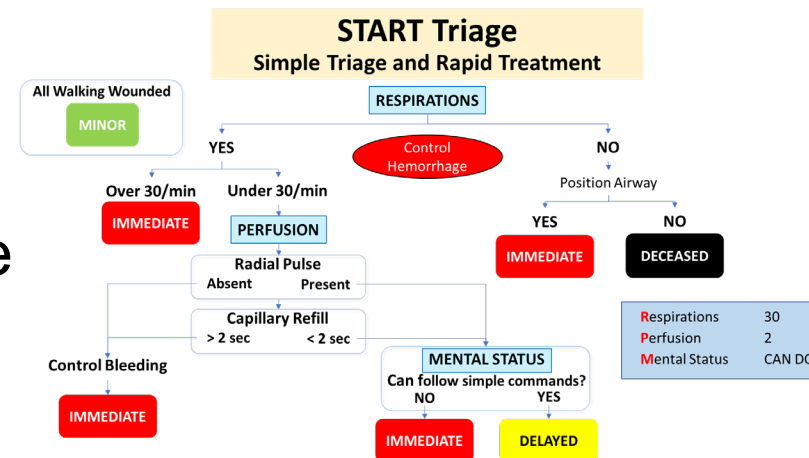 START Triage
Simple Triage and Rapid Treatment
All Walking Wounded
MINOR
RESPIRATIONS
YES
Control
Hemorrhage
NO
Position Airway
Over 30/min
Under 30/min
IMMEDIATE
PERFUSION
YES
NO
IMMEDIATE
DECEASED
e
Radial Pulse
Absent
Present
Capillary Refill
> 2 sec
< 2 sec
Control Bleeding
IMMEDIATE
MENTAL STATUS
Can follow simple commands?
NO
YES
IMMEDIATE
DELAYED
Respirations 30
Perfusion 2
Mental Status CAN DO